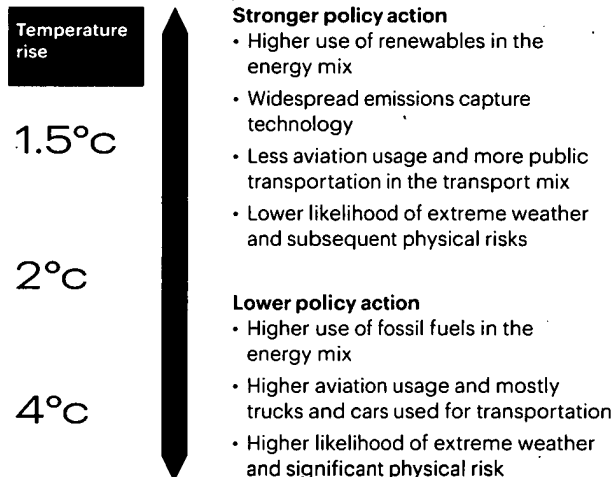 Temperature
rise
1.5°c
2°c
4°c
Stronger policy action
• Higher use of renewables in the
energy mix
• Widespread emissions capture
technology
• Less aviation usage and more public
transportation in the transport mix
• Lower likelihood of extreme weather
and subsequent physical risks
Lower policy action
• Higher use of fossil fuels in the
energy mix
• Higher aviation usage and mostly
trucks and cars used for transportation
• Higher likelihood of extreme weather
and significant physical risk